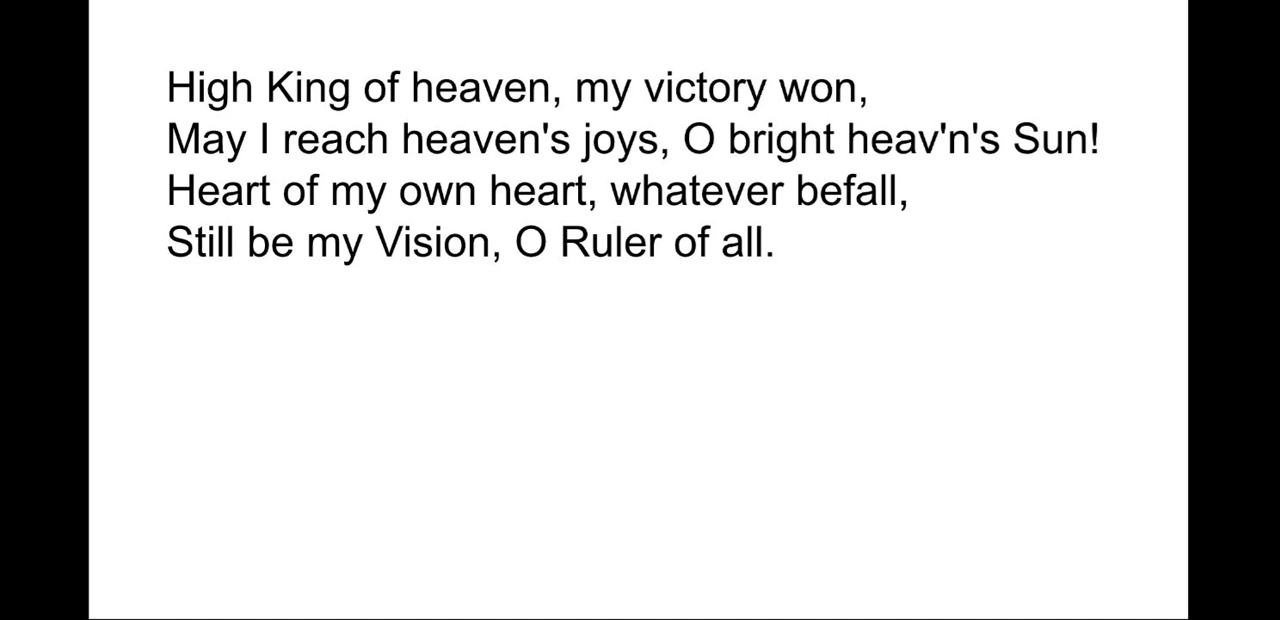 High King of heaven, my victory won,
May I reach heaven's joys, O bright heav'n's Sun!
Heart of my own heart, whatever befall,
Still be my Vision, O Ruler of all.